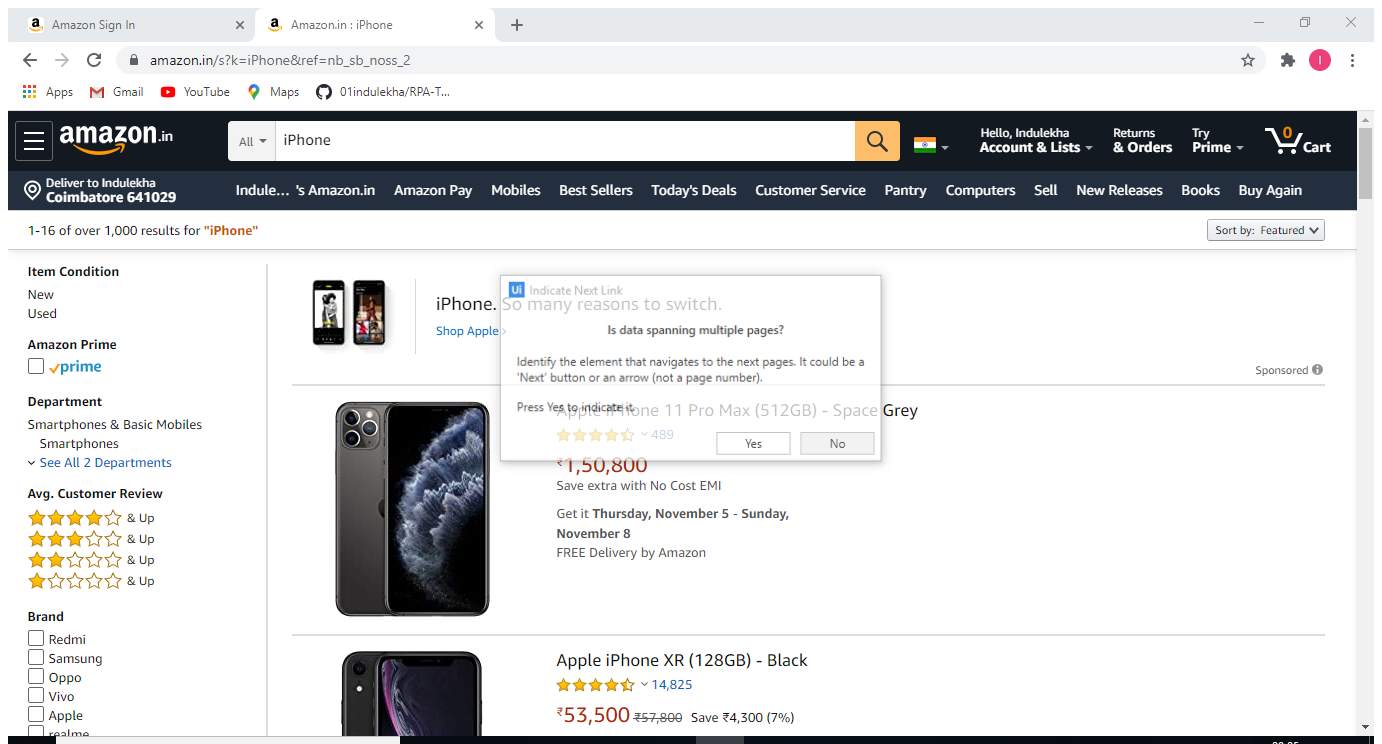 Amazon Sign In
Amazon.in : iPhone
amazon.in/s?k=iPhone&ref=nb_sb_noss_2
I
Apps Gmail YouTube Maps 01indulekha/RPA-T...
amazon.in
All
iPhone
Hello, Indulekha
Account & Lists
Returns
& Orders
Try
Prime
0
Cart
Deliver to Indulekha
Coimbatore 641029
Indule... 's Amazon.in Amazon Pay Mobiles Best Sellers Today's Deals Customer Service Pantry Computers Sell New Releases Books Buy Again
1-16 of over 1,000 results for "iPhone"
Sort by: Featured
Item Condition
New
Used
Amazon Prime
prime
Department
Smartphones & Basic Mobiles
Smartphones
See All 2 Departments
Avg. Customer Review
& Up
& Up
& Up
& Up
Brand
Redmi
Samsung
Oppo
Vivo
Apple
realme
iPhone. So many reasons to switch.
Shop Apple ›
Sponsored
Ui Indicate Next Link
Is data spanning multiple pages?
Identify the element that navigates to the next pages. It could be a
'Next' button or an arrow (not a page number).
Press Yes to indicate it.
Yes
No
Apple iPhone 11 Pro Max (512GB) - Space Grey
489
₹1,50,800
Save extra with No Cost EMI
Get it Thursday, November 5 - Sunday,
November 8
FREE Delivery by Amazon
Apple iPhone XR (128GB) - Black
14,825
₹53,500 ₹57,800 Save ₹4,300 (7%)